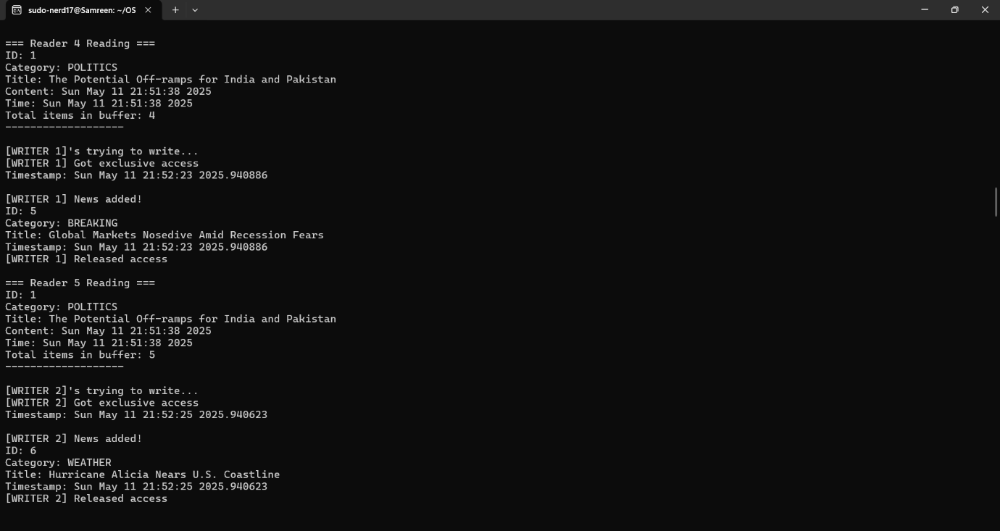 sudo-nerd17@Samreen: ~/OS
=== Reader 4 Reading ===
ID: 1
Category: POLITICS
Title: The Potential Off-ramps for India and Pakistan
Content: Sun May 11 21:51:38 2025
Time: Sun May 11 21:51:38 2025
Total items in buffer: 4
-------------------
[WRITER 1]'s trying to write...
[WRITER 1] Got exclusive access
Timestamp: Sun May 11 21:52:23 2025.940886
[WRITER 1] News added!
ID: 5
Category: BREAKING
Title: Global Markets Nosedive Amid Recession Fears
Timestamp: Sun May 11 21:52:23 2025.940886
[WRITER 1] Released access
=== Reader 5 Reading ===
ID: 1
Category: POLITICS
Title: The Potential Off-ramps for India and Pakistan
Content: Sun May 11 21:51:38 2025
Time: Sun May 11 21:51:38 2025
Total items in buffer: 5
-------------------
[WRITER 2]'s trying to write...
[WRITER 2] Got exclusive access
Timestamp: Sun May 11 21:52:25 2025.940623
[WRITER 2] News added!
ID: 6
Category: WEATHER
Title: Hurricane Alicia Nears U.S. Coastline
Timestamp: Sun May 11 21:52:25 2025.940623
[WRITER 2] Released access